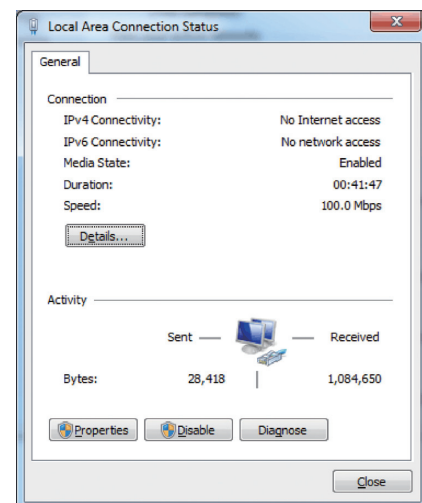 Local Area Connection Status
General
Connection
IPv4 Connectivity: No Internet access
IPv6 Connectivity: No network access
Media State: Enabled
Duration: 00:41:47
Speed: 100.0 Mbps
Details...
Activity
Sent Received
Bytes: 28,418 1,084,650
Properties Disable Diagnose
Close